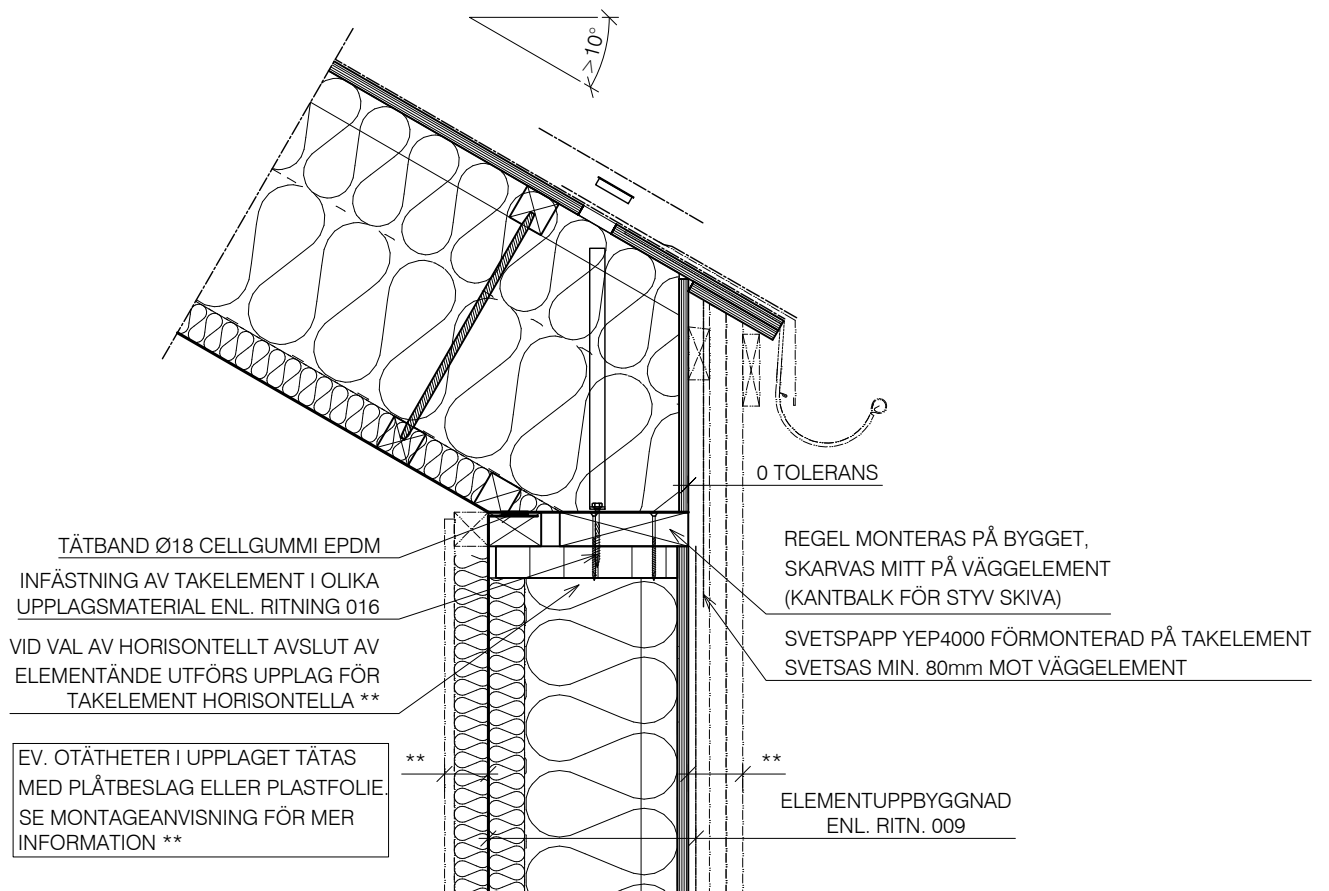 > 10°
0 TOLERANS
TÄTBAND Ø18 CELLGUMMI EPDM
INFÄSTNING AV TAKELEMENT I OLIKA
UPPLAGSMATERIAL ENL. RITNING 016
VID VAL AV HORISONTELLT AVSLUT AV
ELEMENTÄNDE UTFÖRS UPPLAG FÖR
TAKELEMENT HORISONTELLA **
EV. OTÄTHETER I UPPLAGET TÄTAS
MED PLÅTBESLAG ELLER PLASTFOLIE.
SE MONTAGEANVISNING FÖR MER
INFORMATION **
**
**
REGEL MONTERAS PÅ BYGGET,
SKARVAS MITT PÅ VÄGGELEMENT
(KANTBALK FÖR STYV SKIVA)
SVETSPAPP YEP4000 FÖRMONTERAD PÅ TAKELEMENT
SVETSAS MIN. 80mm MOT VÄGGELEMENT
ELEMENTUPPBYGGNAD
ENL. RITN. 009